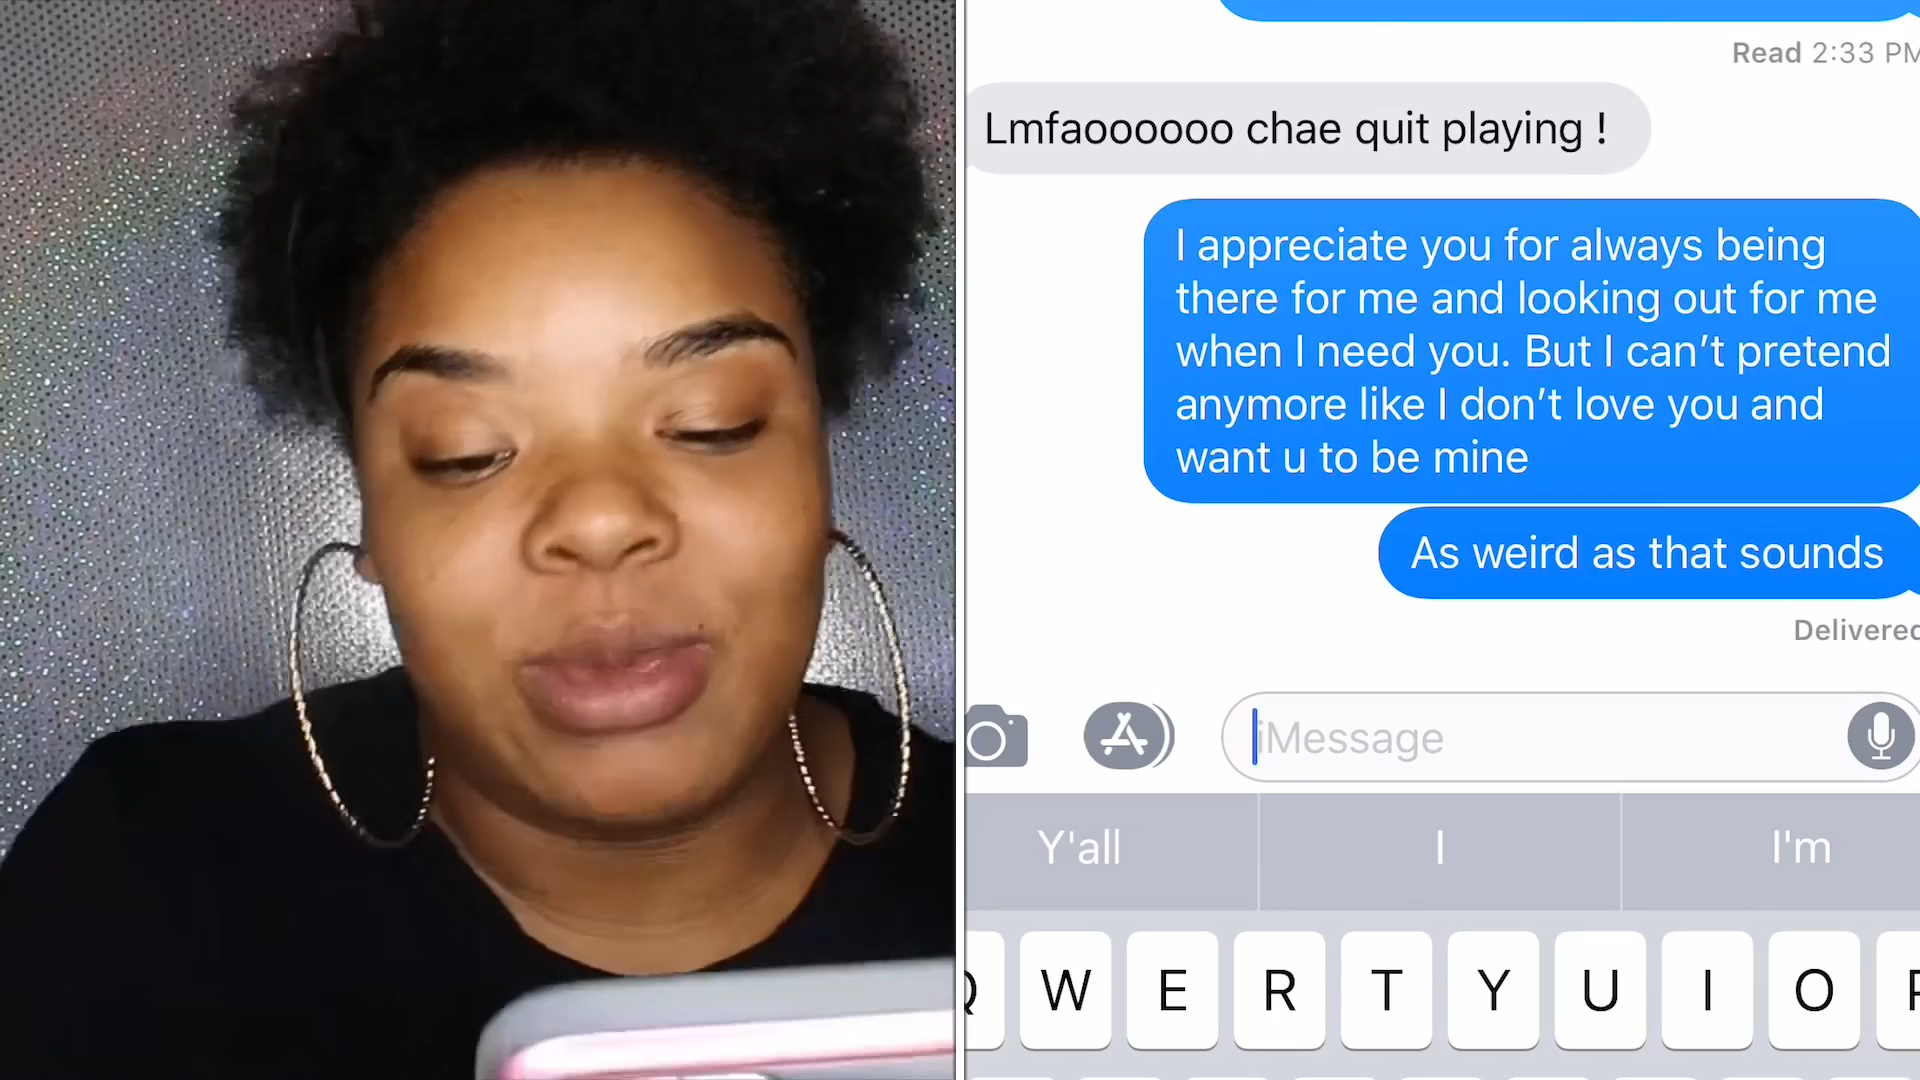 Read 2:33 PM
Lmfaoooooo chae quit playing !
I appreciate you for always being
there for me and looking out for me
when I need you. But I can’t pretend
anymore like I don’t love you and
want u to be mine
As weird as that sounds
Delivered
iMessage
Y'all I I'm
Q W E R T Y U I O P